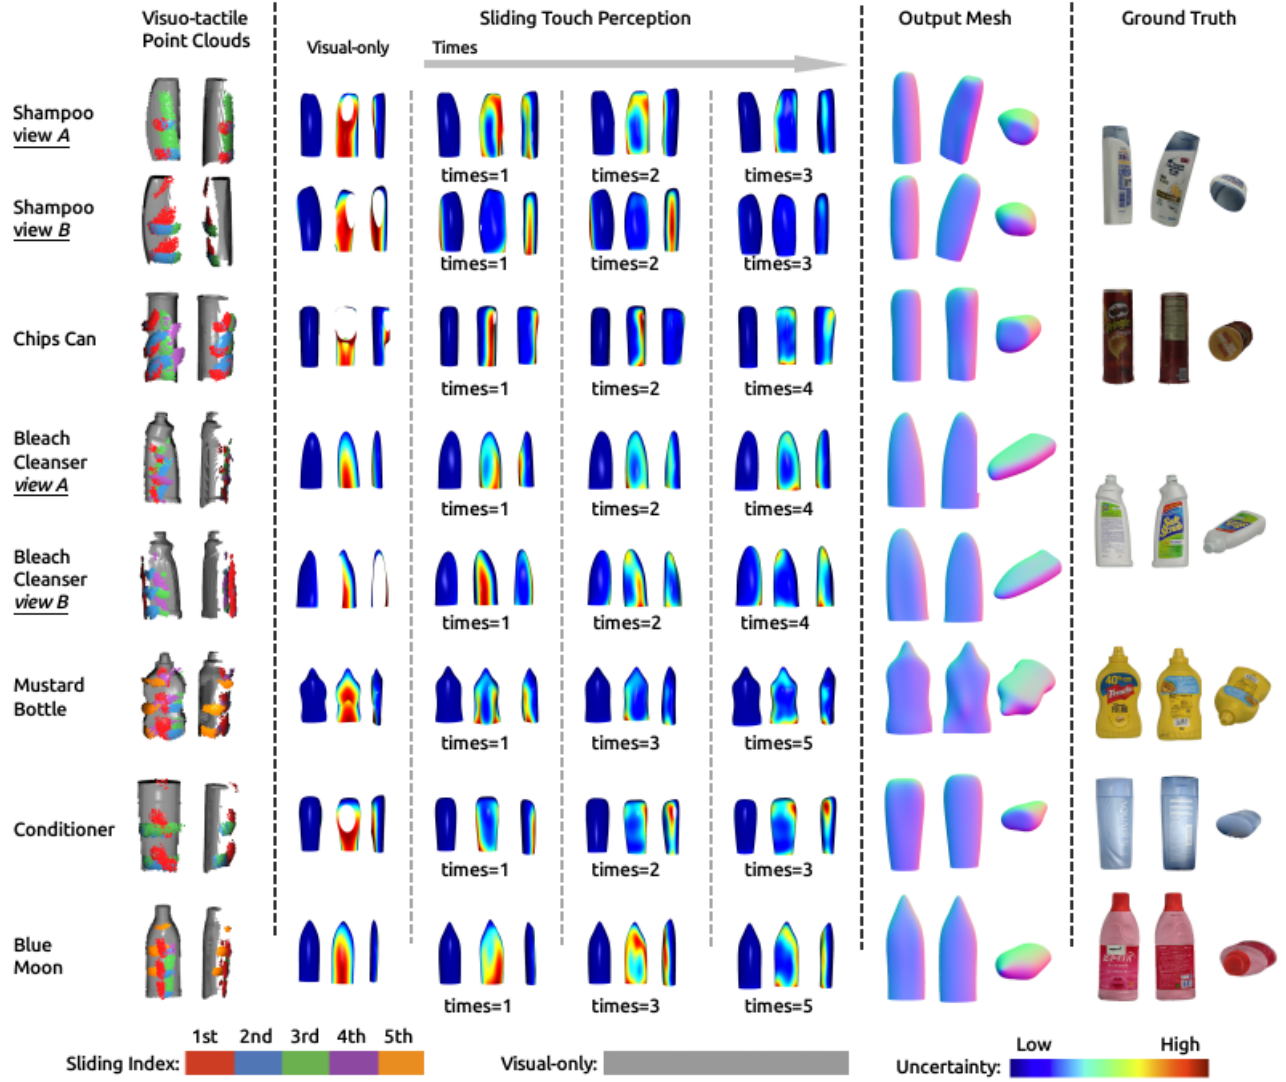 Visuo-tactile
Point Clouds
Sliding Touch Perception
Output Mesh
Ground Truth
Visual-only
Times
Shampoo
view A
times=1
times=2
times=3
Shampoo
view B
times=1
times=2
times=3
Chips Can
times=1
times=2
times=4
Bleach
Cleanser
view A
times=1
times=2
times=4
Bleach
Cleanser
view B
times=1
times=2
times=4
Mustard
Bottle
times=1
times=3
times=5
40%
Conditioner
times=1
times=2
times=3
Blue
Moon
times=1
times=3
times=5
1st 2nd 3rd 4th 5th
Sliding Index:
Visual-only:
Low High
Uncertainty: